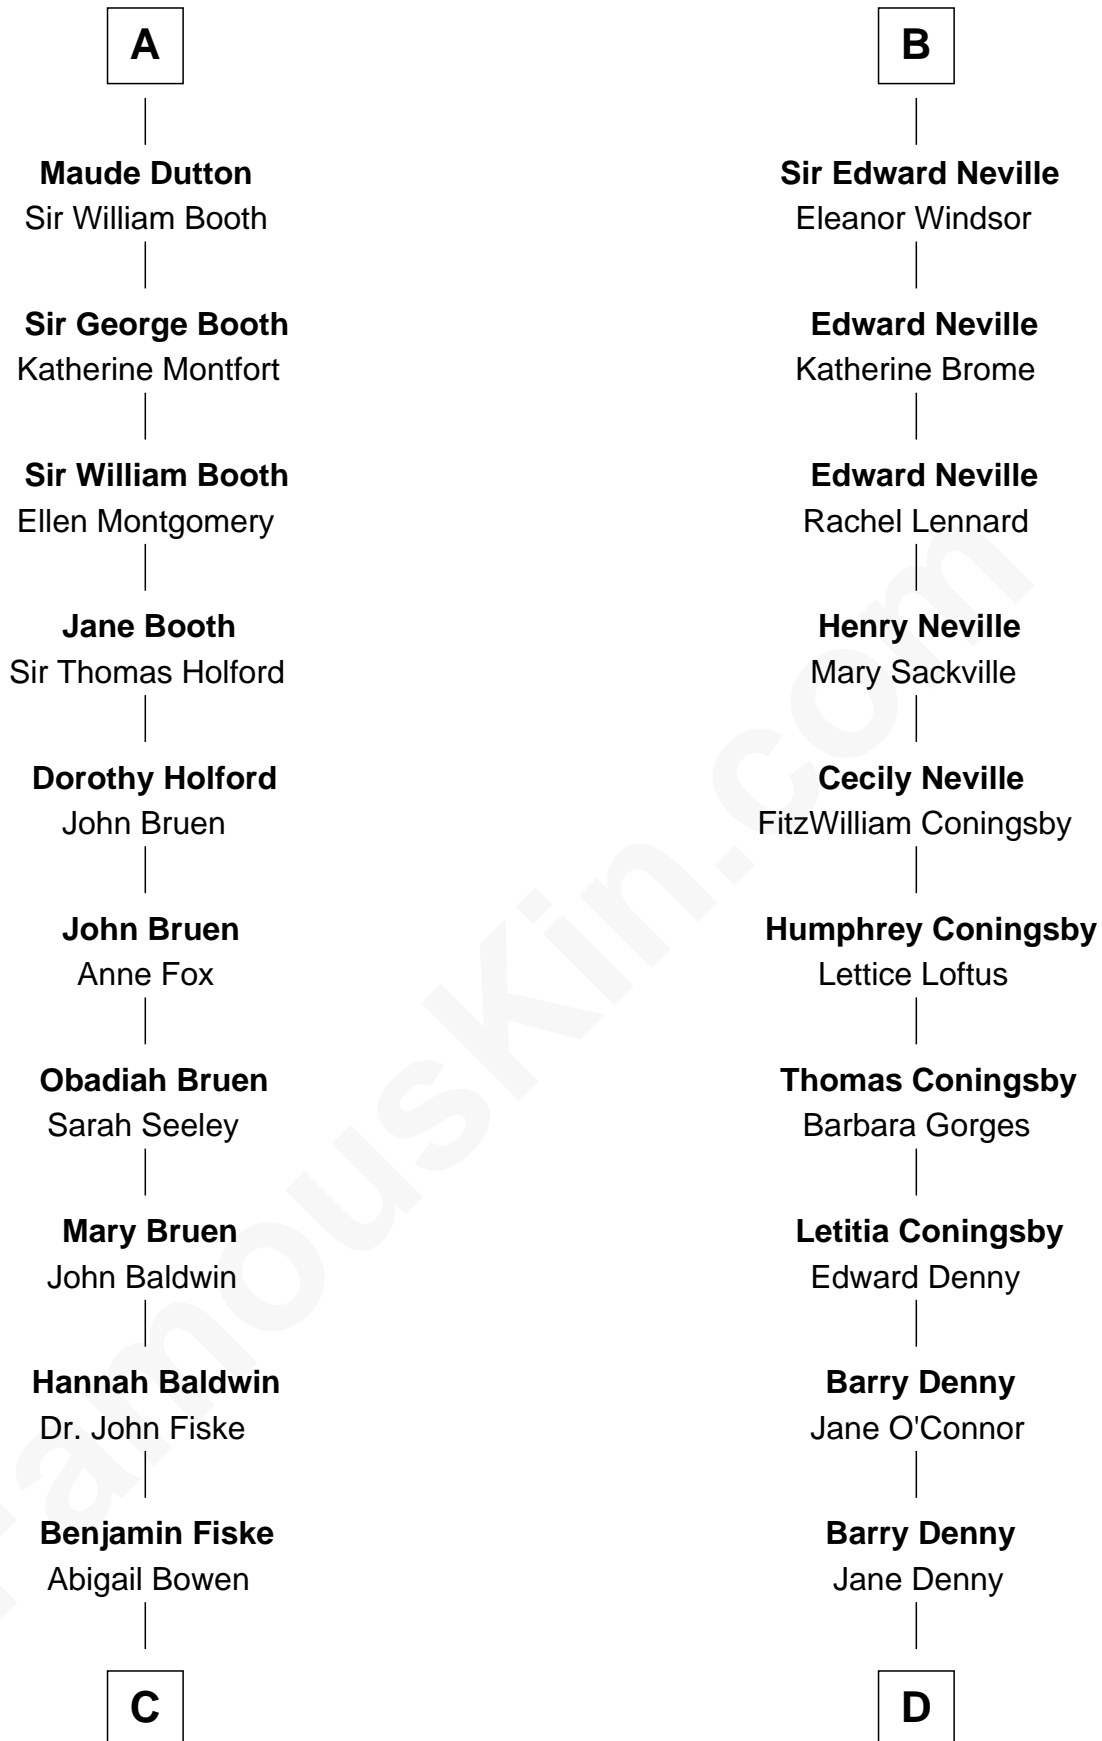 A
Maude Dutton
Sir William Booth
Sir George Booth
Katherine Montfort
Sir William Booth
Ellen Montgomery
Jane Booth
Sir Thomas Holford
Dorothy Holford
John Bruen
John Bruen
Anne Fox
Obadiah Bruen
Sarah Seeley
Mary Bruen
John Baldwin
Hannah Baldwin
Dr. John Fiske
Benjamin Fiske
Abigail Bowen
C
B
Sir Edward Neville
Eleanor Windsor
Edward Neville
Katherine Brome
Edward Neville
Rachel Lennard
Henry Neville
Mary Sackville
Cecily Neville
FitzWilliam Coningsby
Humphrey Coningsby
Lettice Loftus
Thomas Coningsby
Barbara Gorges
Letitia Coningsby
Edward Denny
Barry Denny
Jane O'Connor
Barry Denny
Jane Denny
D
FamousKin.com